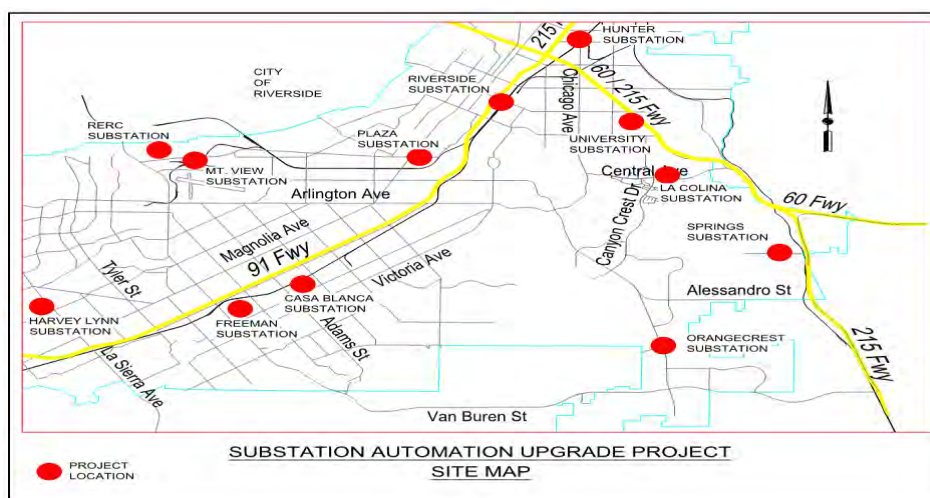 HUNTER
SUBSTATION
215 F
CITY
OF
RIVERSIDE
RIVERSIDE
SUBSTATION
Chicago Ave
60 / 215 Fwy
RERC
SUBSTATION
PLAZA
SUBSTATION
UNIVERSITY
SUBSTATION
MT. VIEW
SUBSTATION
Central Ave
Arlington Ave
LA COLINA
SUBSTATION
60 Fwy
Canyon Crest Dr
Magnolia Ave
SPRINGS
SUBSTATION
91 Fwy
Victoria Ave
Tyler St
Alessandro St
CASA BLANCA
SUBSTATION
HARVEY LYNN
SUBSTATION
FREEMAN
SUBSTATION
Adams St
ORANGECREST
SUBSTATION
215 Fwy
La Sierra Ave
Van Buren St
SUBSTATION AUTOMATION UPGRADE PROJECT
SITE MAP
PROJECT
LOCATION